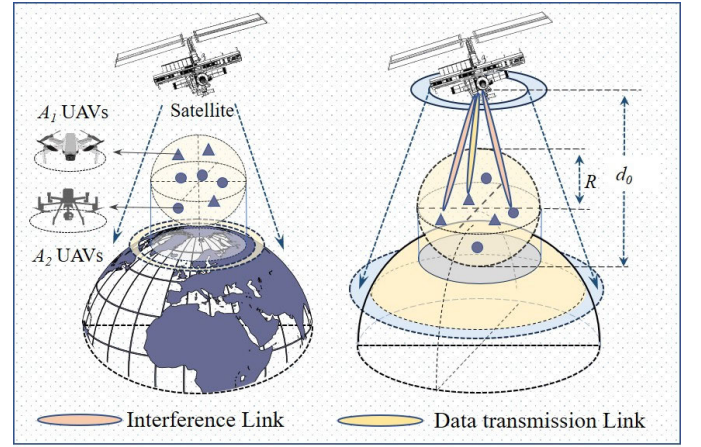 A1 UAVs
Satellite
A2 UAVs
R
d0
Interference Link
Data transmission Link